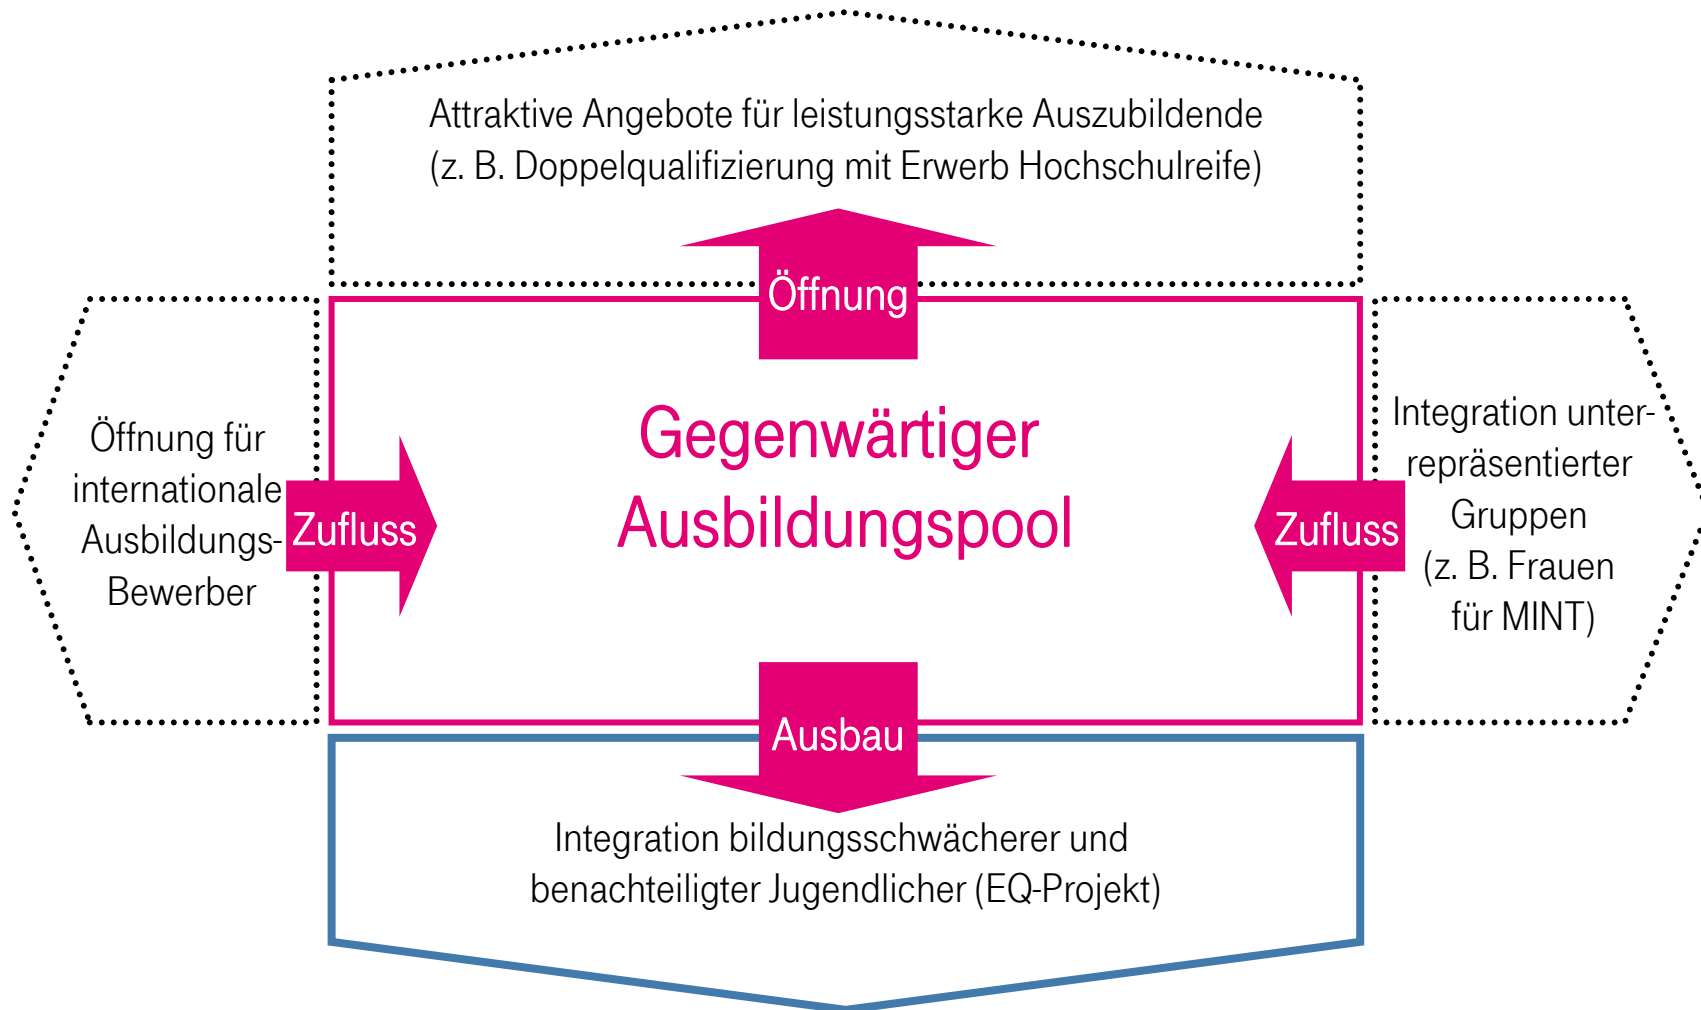 Attraktive Angebote für leistungsstarke Auszubildende
(z. B. Doppelqualifizierung mit Erwerb Hochschulreife)
Öffnung
Öffnung für
internationale
Ausbildungs-
Bewerber
Zufluss
Gegenwärtiger
Ausbildungspool
Zufluss
Integration unter-
repräsentierter
Gruppen
(z. B. Frauen
für MINT)
Ausbau
Integration bildungsschwächerer und
benachteiligter Jugendlicher (EQ-Projekt)